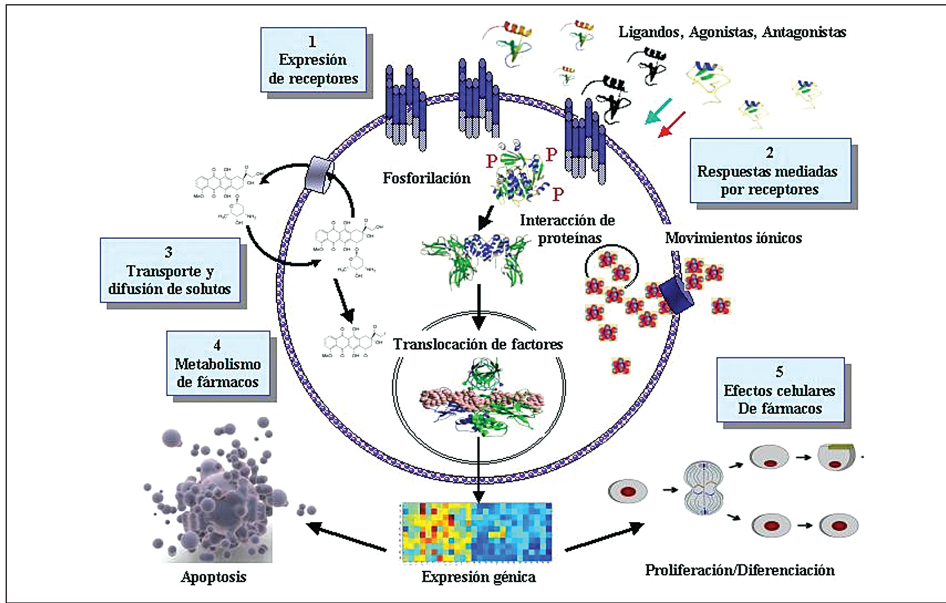 1
Expresión
de receptores
Ligandos, Agonistas, Antagonistas
2
Respuestas mediadas
por receptores
Fosforilación
P
P
P
Interacción de
proteínas
Movimientos iónicos
3
Transporte y
difusión de solutos
4
Metabolismo
de fármacos
Translocación de factores
5
Efectos celulares
De fármacos
Apoptosis
Expresión génica
Proliferación/Diferenciación